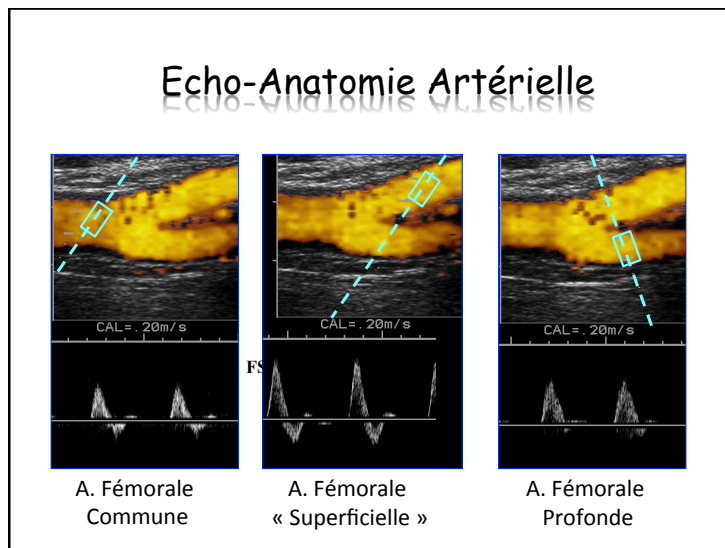 Echo-Anatomie Artérielle
CAL=.20m/s
CAL=.20m/s
CAL=.20m/s
FS
A. Fémorale
Commune
A. Fémorale
« Superficielle »
A. Fémorale
Profonde